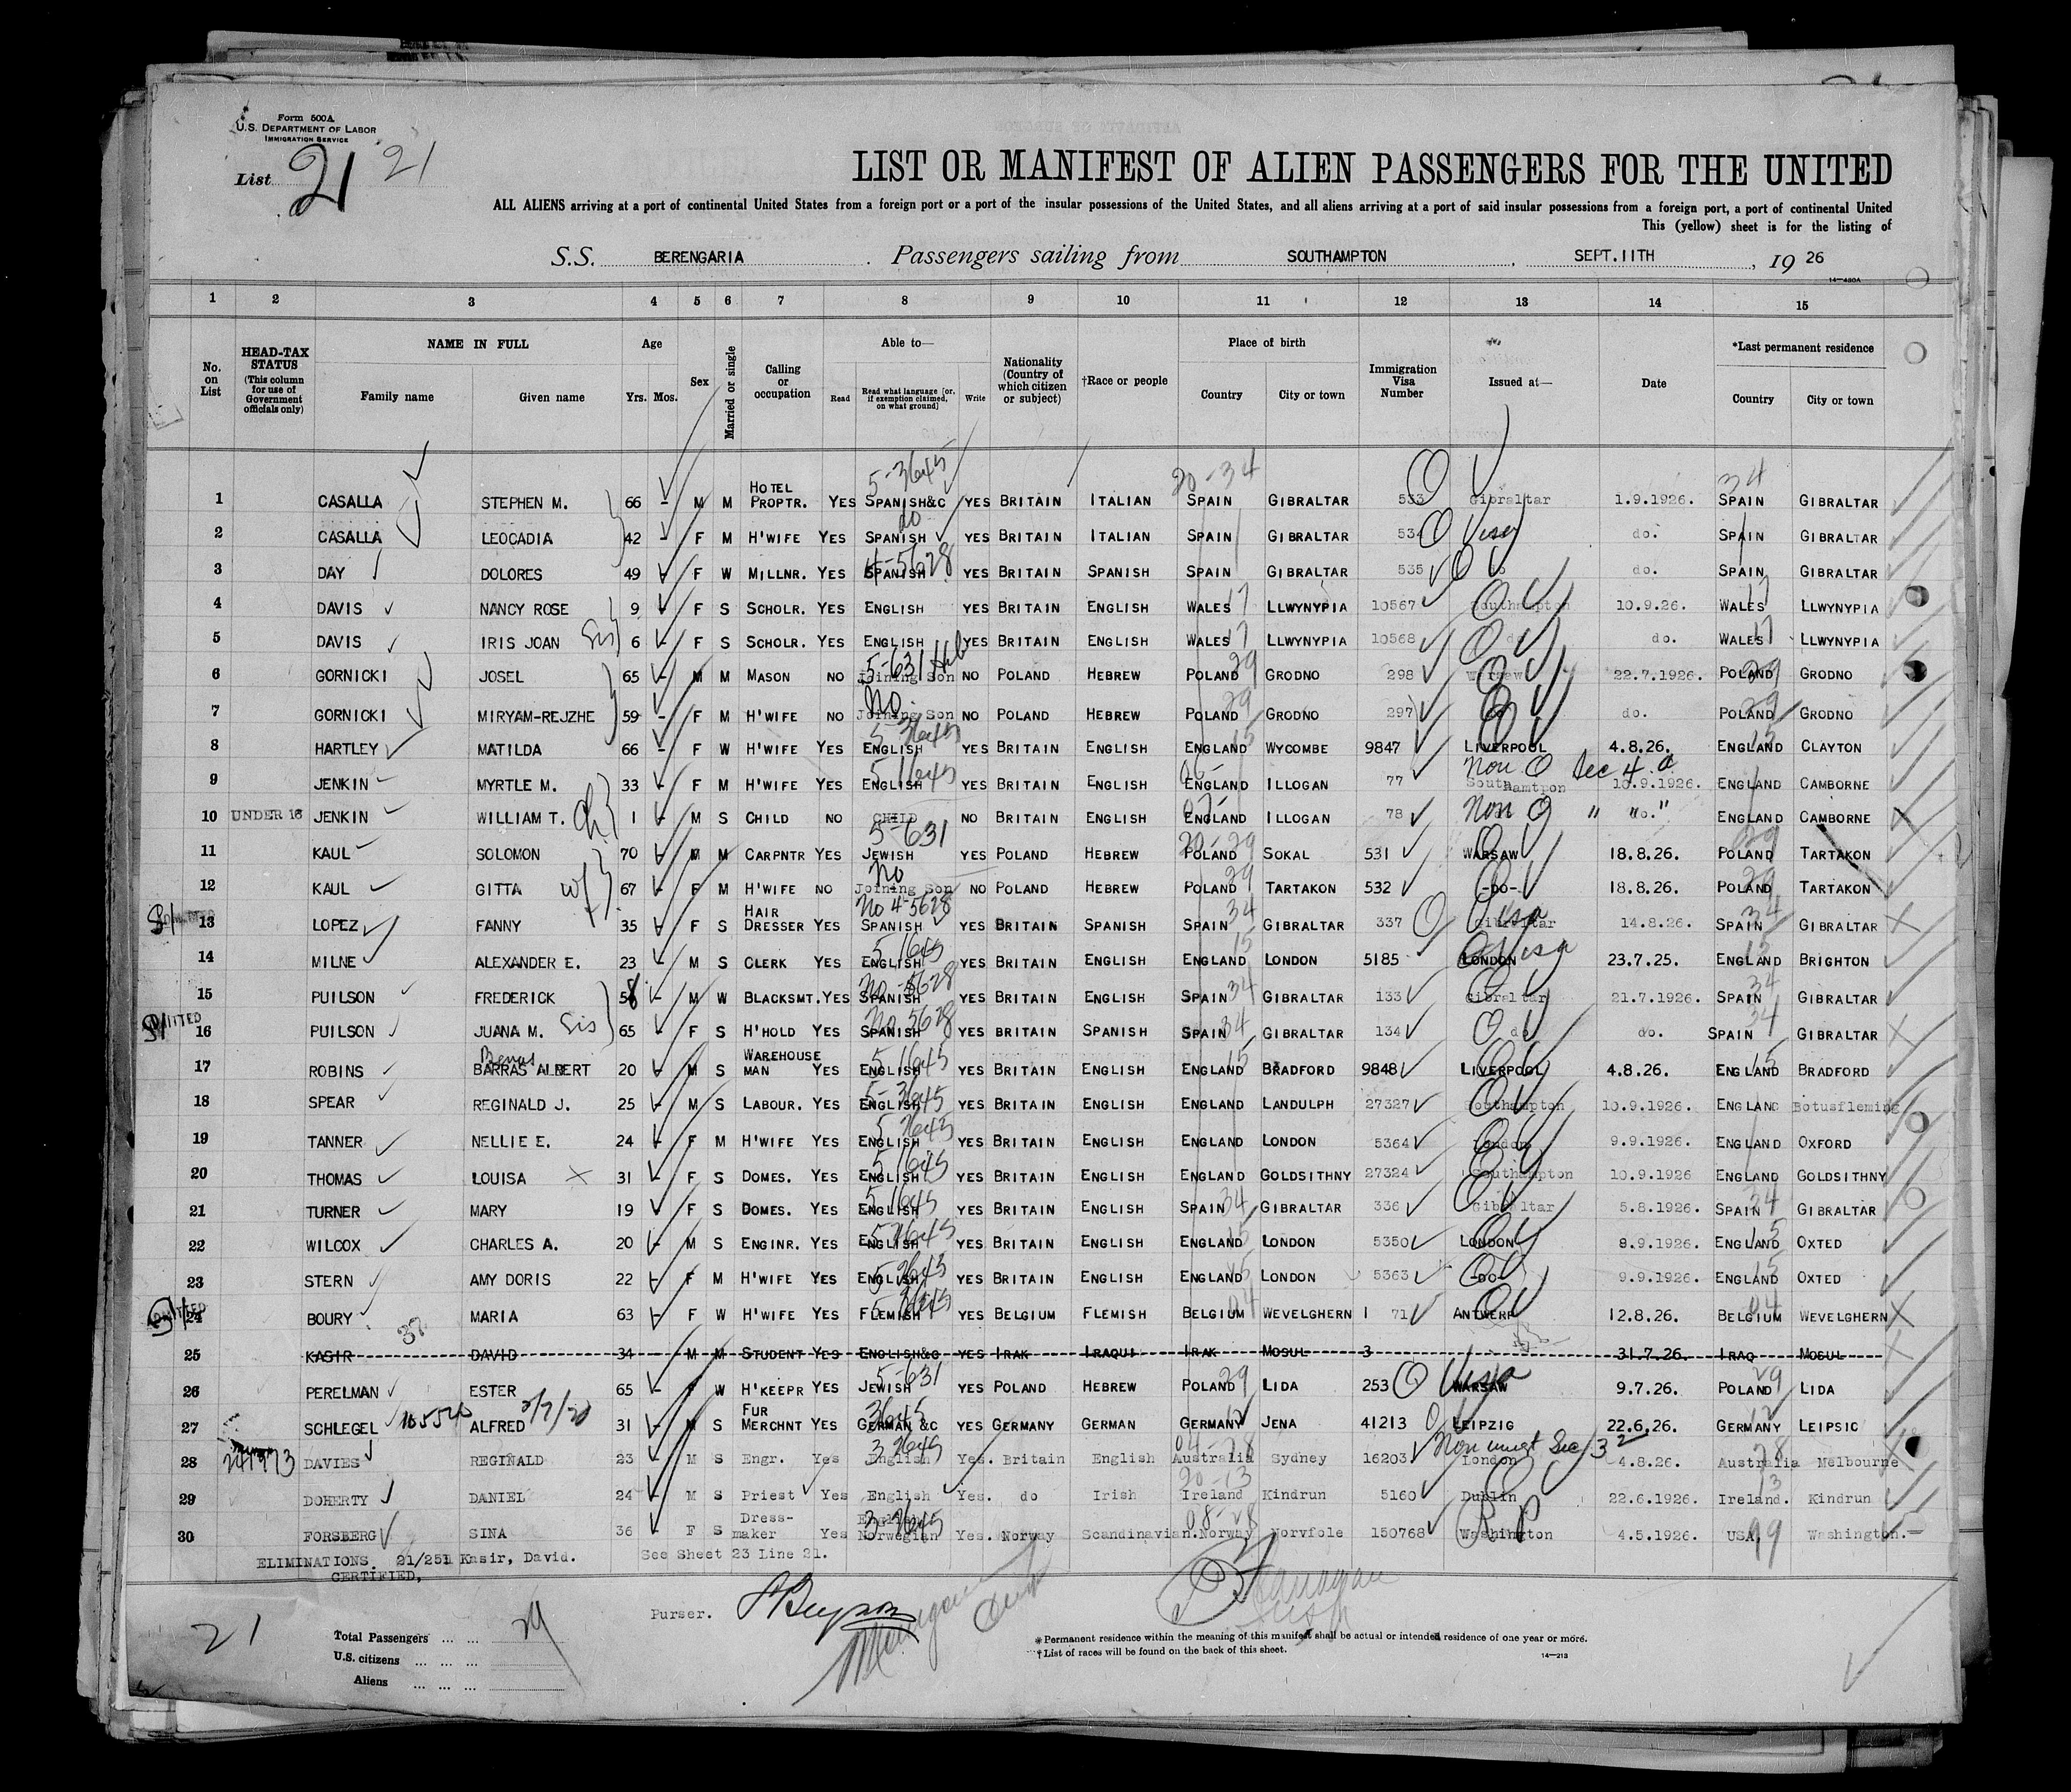 Form 500A
U.S. DEPARTMENT OF LABOR
IMMIGRATION SERVICE
List 21 21
LIST OR MANIFEST OF ALIEN PASSENGERS FOR THE UNITED
ALL ALIENS arriving at a port of continental United States from a foreign port or a port of the insular possessions of the United States, and all aliens arriving at a port of said insular possessions from a foreign port, a port of continental United
This (yellow) sheet is for the listing of
S.S. BERENGARIA . Passengers sailing from SOUTHAMPTON , SEPT.11TH , 19 26
14-430A
1 2 3 4 5 6 7 8 9 10 11 12 13 14 15
No. on List
HEAD-TAX STATUS (This column for use of Government officials only)
NAME IN FULL
Family name Given name
Age
Yrs. Mos.
Sex
Married or single
Calling or occupation
Able to—
Read Read what language [or, if exemption claimed, on what ground] Write
Nationality (Country of which citizen or subject)
†Race or people
Place of birth
Country City or town
Immigration Visa Number
Issued at—
Date
*Last permanent residence
Country City or town
1 CASALLA STEPHEN M. 66 - M M HOTEL PROPTR. YES SPANISH&C YES BRITAIN ITALIAN SPAIN GIBRALTAR 533 Gibraltar 1.9.1926. SPAIN GIBRALTAR
2 CASALLA LEOCADIA 42 - F M H'WIFE YES SPANISH YES BRITAIN ITALIAN SPAIN GIBRALTAR 534 do. SPAIN GIBRALTAR
3 DAY DOLORES 49 - F W MILLNR. YES SPANISH YES BRITAIN SPANISH SPAIN GIBRALTAR 535 do. SPAIN GIBRALTAR
4 DAVIS NANCY ROSE 9 - F S SCHOLR. YES ENGLISH YES BRITAIN ENGLISH WALES LLWYNYPIA 10567 Southampton 10.9.26. WALES LLWYNYPIA
5 DAVIS IRIS JOAN Sis 6 - F S SCHOLR. YES ENGLISH YES BRITAIN ENGLISH WALES LLWYNYPIA 10568 do do. WALES LLWYNYPIA
6 GORNICKI JOSEL 65 - M M MASON NO Joining Son NO POLAND HEBREW POLAND GRODNO 298 Warsaw 22.7.1926. POLAND GRODNO
7 GORNICKI MIRYAM-REJZHE 59 - F M H'WIFE NO Joining Son NO POLAND HEBREW POLAND GRODNO 297 do. POLAND GRODNO
8 HARTLEY MATILDA 66 - F W H'WIFE YES ENGLISH YES BRITAIN ENGLISH ENGLAND WYCOMBE 9847 LIVERPOOL 4.8.26. ENGLAND CLAYTON
9 JENKIN MYRTLE M. 33 - F M H'WIFE YES ENGLISH YES BRITAIN ENGLISH ENGLAND ILLOGAN 77 Southamtpon 10.9.1926. ENGLAND CAMBORNE
10 UNDER 16 JENKIN WILLIAM T. ch 1 - M S CHILD NO CHILD NO BRITAIN ENGLISH ENGLAND ILLOGAN 78 Non O " "o." ENGLAND CAMBORNE
11 KAUL SOLOMON 70 - M M CARPNTR YES JEWISH YES POLAND HEBREW POLAND SOKAL 531 WARSAW 18.8.26. POLAND TARTAKON
12 KAUL GITTA wf 67 - F M H'WIFE NO Joining Son NO POLAND HEBREW POLAND TARTAKON 532 -DO- 18.8.26. POLAND TARTAKON
13 LOPEZ FANNY 35 - F S HAIR DRESSER YES SPANISH YES BRITAIN SPANISH SPAIN GIBRALTAR 337 Gibraltar 14.8.26. SPAIN GIBRALTAR
14 MILNE ALEXANDER E. 23 - M S CLERK YES ENGLISH YES BRITAIN ENGLISH ENGLAND LONDON 5185 LONDON 23.7.25. ENGLAND BRIGHTON
15 PUILSON FREDERICK 58 - M W BLACKSMT. YES SPANISH YES BRITAIN ENGLISH SPAIN GIBRALTAR 133 Gibraltar 21.7.1926. SPAIN GIBRALTAR
16 PUILSON JUANA M. Sis 65 - F S H'HOLD YES SPANISH YES BRITAIN SPANISH SPAIN GIBRALTAR 134 do do. SPAIN GIBRALTAR
17 ROBINS BARRAS ALBERT 20 - M S WAREHOUSE MAN YES ENGLISH YES BRITAIN ENGLISH ENGLAND BRADFORD 9848 LIVERPOOL 4.8.26. ENGLAND BRADFORD
18 SPEAR REGINALD J. 25 - M S LABOUR. YES ENGLISH YES BRITAIN ENGLISH ENGLAND LANDULPH 27327 Southampton 10.9.1926. ENGLAND Botusfleming
19 TANNER NELLIE E. 24 - F M H'WIFE YES ENGLISH YES BRITAIN ENGLISH ENGLAND LONDON 5364 London 9.9.1926. ENGLAND OXFORD
20 THOMAS LOUISA 31 - F S DOMES. YES ENGLISH YES BRITAIN ENGLISH ENGLAND GOLDSITHNY 27324 Southampton 10.9.1926 ENGLAND GOLDSITHNY
21 TURNER MARY 19 - F S DOMES. YES ENGLISH YES BRITAIN ENGLISH SPAIN GIBRALTAR 336 Gibraltar 5.8.1926. SPAIN GIBRALTAR
22 WILCOX CHARLES A. 20 - M S ENGINR. YES ENGLISH YES BRITAIN ENGLISH ENGLAND LONDON 5350 LONDON 8.9.1926. ENGLAND OXTED
23 STERN AMY DORIS 22 - F M H'WIFE YES ENGLISH YES BRITAIN ENGLISH ENGLAND LONDON 5363 -DO- 9.9.1926. ENGLAND OXTED
24 BOURY MARIA 63 - F W H'WIFE YES FLEMISH YES BELGIUM FLEMISH BELGIUM WEVELGHERN 1 71 ANTWERP 12.8.26. BELGIUM WEVELGHERN
25 KASIR DAVID 34 M M STUDENT YES ENGLISH&C YES IRAK IRAQUI IRAK MOSUL 3 31.7.26. IRAQ MOSUL
26 PERELMAN ESTER 65 - F W H'KEEPR YES JEWISH YES POLAND HEBREW POLAND LIDA 253 WARSAW 9.7.26. POLAND LIDA
27 SCHLEGEL ALFRED 31 - M S FUR MERCHNT YES GERMAN &C YES GERMANY GERMAN GERMANY JENA 41213 LEIPZIG 22.6.26. GERMANY LEIPSIC
28 DAVIES REGINALD 23 M S Engr. Yes English Yes. Britain English Australia Sydney 16203 London 4.8.26. Australia Melbourne
29 DOHERTY DANIEL 24 - M S Priest Yes English Yes. do Irish Ireland Kindrun 5160 Dublin 22.6.1926. Ireland. Kindrun
30 FORSBERG SINA 36 - F S Dress-maker Yes English Norwegian Yes. Norway Scandinavian. Norway Norvfole 150768 Washington 4.5.1926. USA, Washington.
ELIMINATIONS. 21/251 Kasir, David. See Sheet 23 Line 21.
CERTIFIED,
Purser.
21
Total Passengers ... ...
U.S. citizens ... ... ...
Aliens ... ... ...
*Permanent residence within the meaning of this manifest shall be actual or intended residence of one year or more.
†List of races will be found on the back of this sheet.
14-213